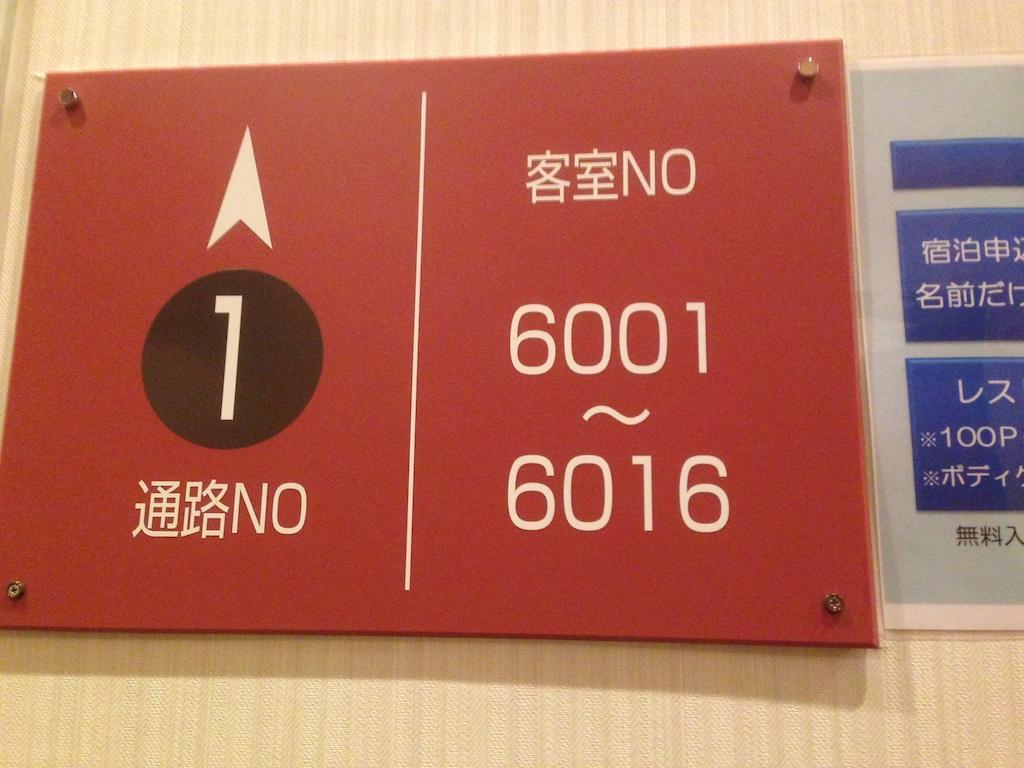 1
通路NO
客室NO
6001
〜
6016
宿泊申込
名前だけ
レス
※100P
※ボディケ
無料入